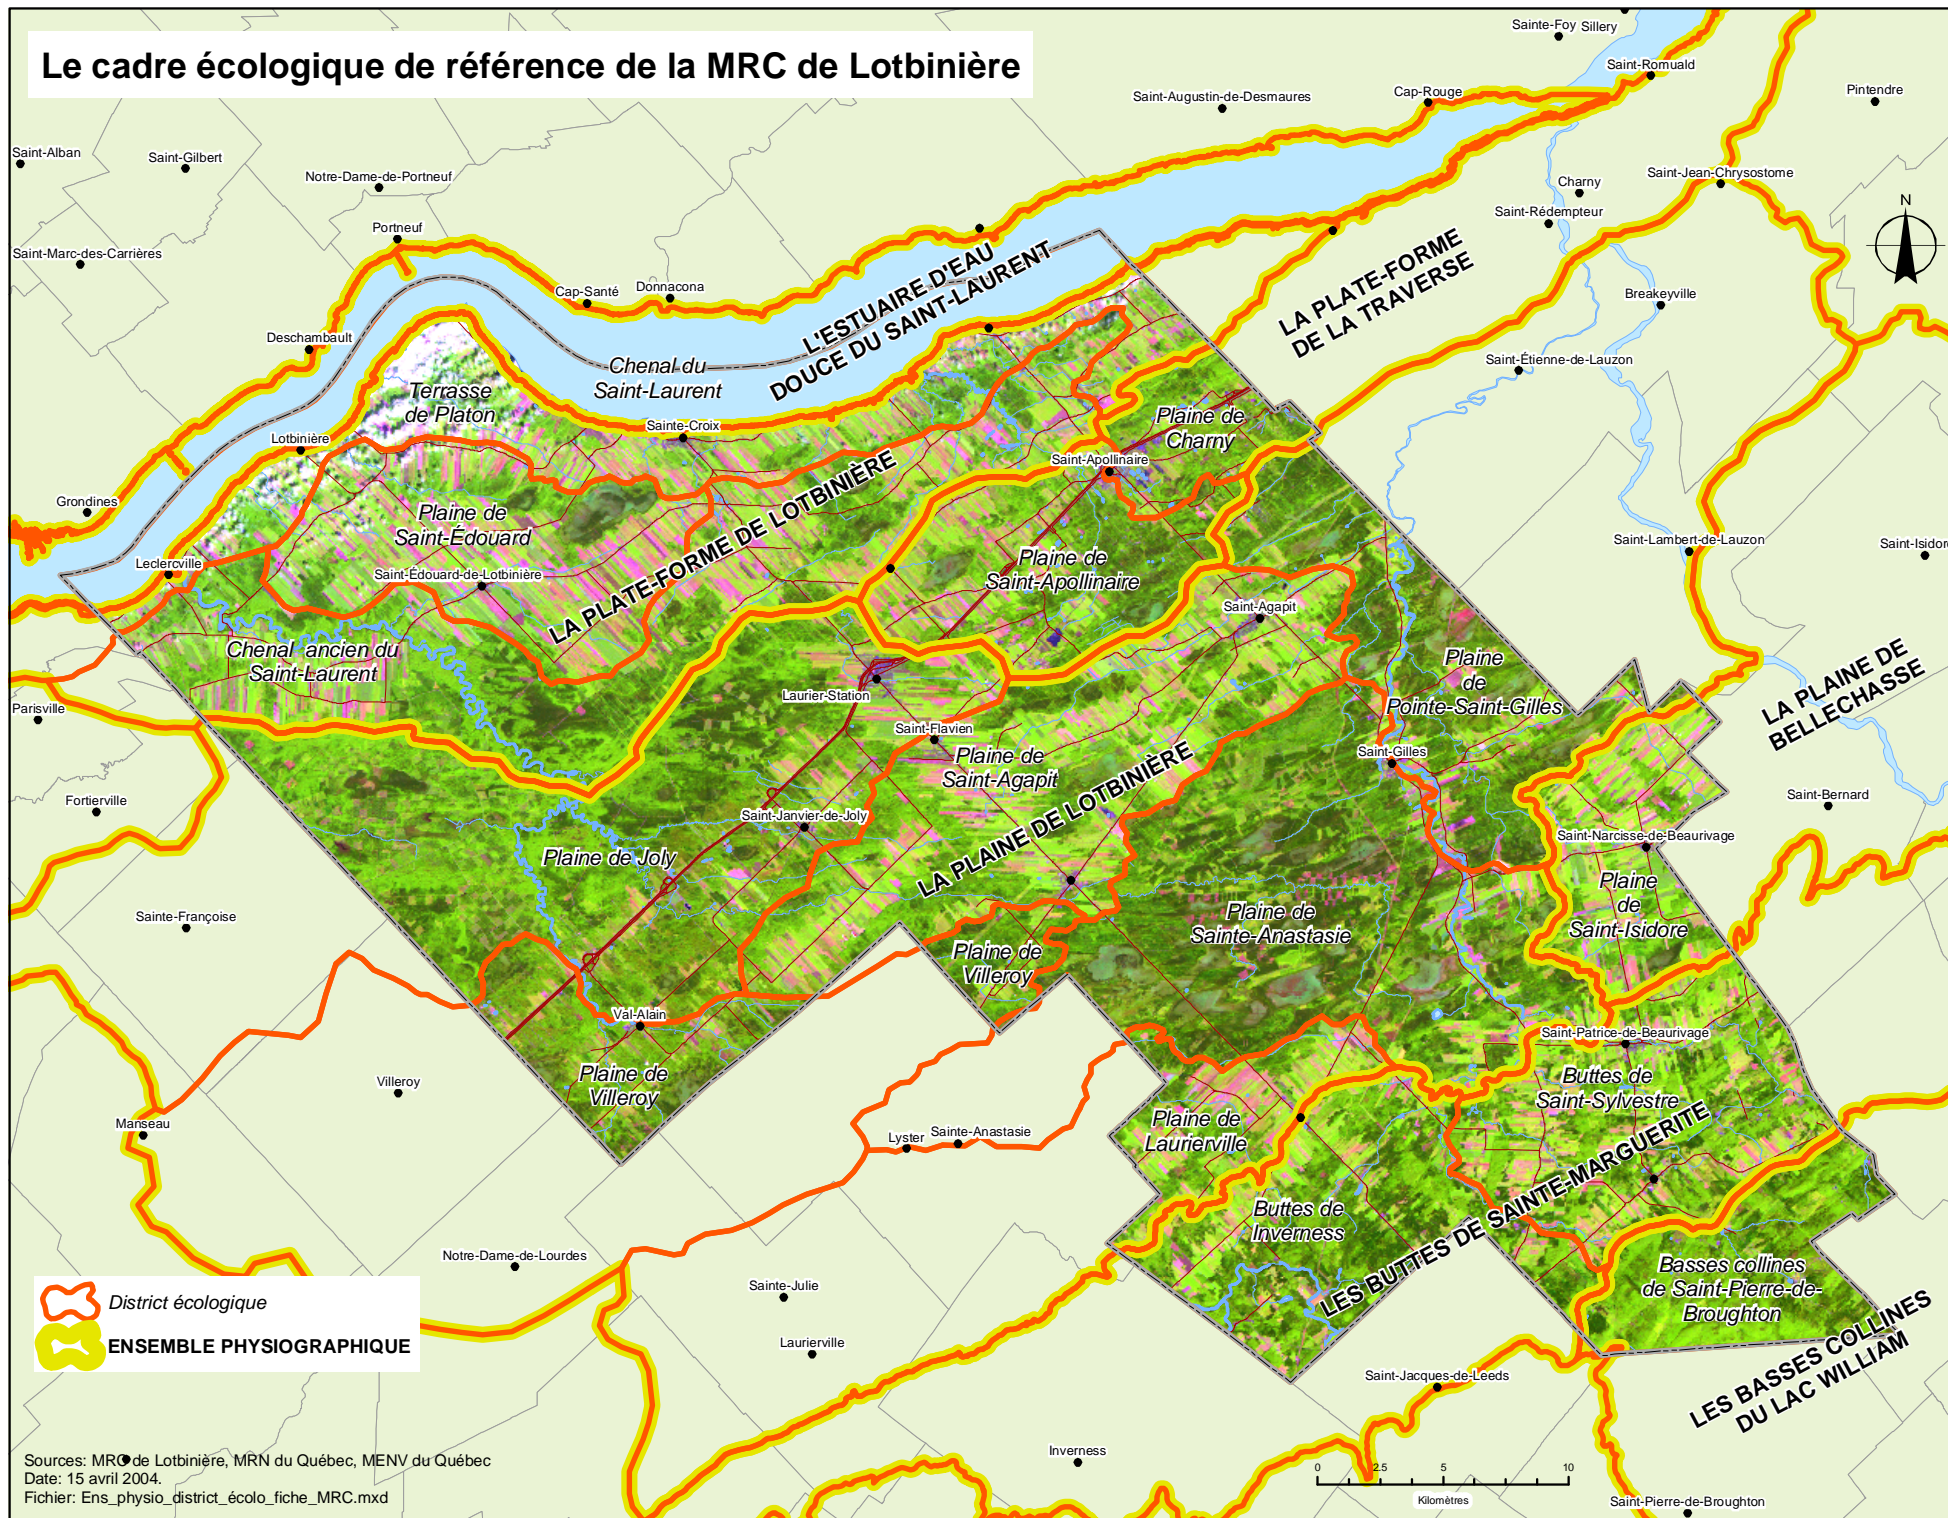 Le cadre écologique de référence de la MRC de Lotbinière
Sainte-Foy
Sillery
Saint-Romuald
Pintendre
Saint-Augustin-de-Desmaures
Cap-Rouge
Saint-Alban
Saint-Gilbert
Notre-Dame-de-Portneuf
Charny
Saint-Jean-Chrysostome
Saint-Rédempteur
N
Portneuf
Saint-Marc-des-Carrières
L'ESTUAIRE D'EAU
DOUCE DU SAINT-LAURENT
LA PLATE-FORME
DE LA TRAVERSE
Cap-Santé
Donnacona
Breakeyville
Deschambault
Chenal du
Saint-Laurent
Saint-Étienne-de-Lauzon
Terrasse
de Platon
Plaine de
Charny
Lotbinière
Sainte-Croix
Saint-Apollinaire
Grondines
Plaine de
Saint-Édouard
LA PLATE-FORME DE LOTBINIÈRE
Saint-Lambert-de-Lauzon
Saint-Isidore
Leclercville
Saint-Édouard-de-Lotbinière
Plaine de
Saint-Apollinaire
Saint-Agapit
Chenal ancien du
Saint-Laurent
Plaine
de
Pointe-Saint-Gilles
LA PLAINE DE
BELLECHASSE
Laurier-Station
Parisville
Saint-Flavien
Plaine de
Saint-Agapit
LA PLAINE DE LOTBINIÈRE
Saint-Gilles
Fortierville
Saint-Bernard
Saint-Janvier-de-Joly
Saint-Narcisse-de-Beaurivage
Plaine de Joly
Plaine
de
Saint-Isidore
Sainte-Françoise
Plaine de
Sainte-Anastasie
Plaine de
Villeroy
Val-Alain
Saint-Patrice-de-Beaurivage
Plaine de
Villeroy
Villeroy
Buttes de
Saint-Sylvestre
Manseau
Lyster
Sainte-Anastasie
Plaine de
Laurierville
LES BUTTES DE SAINTE-MARGUERITE
Buttes de
Inverness
Notre-Dame-de-Lourdes
Sainte-Julie
Basses collines
de Saint-Pierre-de-
Broughton
District écologique
ENSEMBLE PHYSIOGRAPHIQUE
Laurierville
LES BASSES COLLINES
DU LAC WILLIAM
Saint-Jacques-de-Leeds
Inverness
Sources: MRC de Lotbinière, MRN du Québec, MENV du Québec
Date: 15 avril 2004.
Fichier: Ens_physio_district_écolo_fiche_MRC.mxd
0 2.5 5 10
Kilomètres
Saint-Pierre-de-Broughton